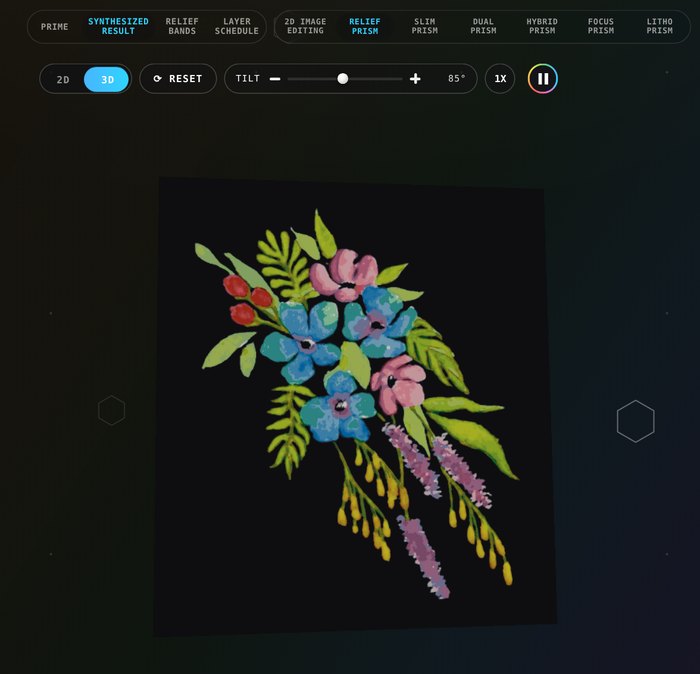 PRIME
SYNTHESIZED
RESULT
RELIEF
BANDS
LAYER
SCHEDULE
2D IMAGE
EDITING
RELIEF
PRISM
SLIM
PRISM
DUAL
PRISM
HYBRID
PRISM
FOCUS
PRISM
LITHO
PRISM
2D 3D ⟳ RESET TILT 85° 1X